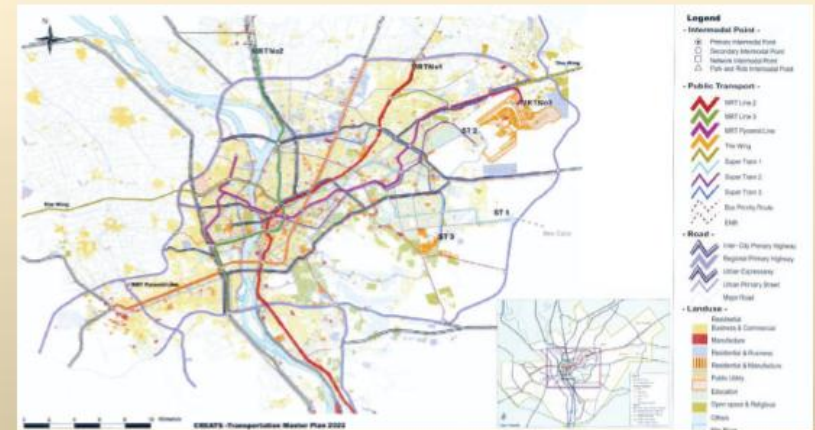 N
MRTNo2
MRTNo1
The Wing
MRTNo3
ST 2
Bus Wing
ST 1
New Cairo
ST 3
MRT Pyramid Line
CREATS -Transportation Master Plan 2022
Legend
- Intermodal Point -
Primary Intermodal Point
Secondary Intermodal Point
Network Intermodal Point
Park and Ride Intermodal Point
- Public Transport -
MRT Line 2
MRT Line 3
MRT Pyramid Line
The Wing
Super Tram 1
Super Tram 2
Super Tram 3
Bus Priority Route
ENR
- Road -
Inter-City Primary Highway
Regional Primary Highway
Urban Expressway
Urban Primary Street
Major Road
- Landuse -
Residential
Business & Commercial
Manufacture
Residential & Business
Residential & Manufacture
Public Utility
Education
Open space & Religious
Others